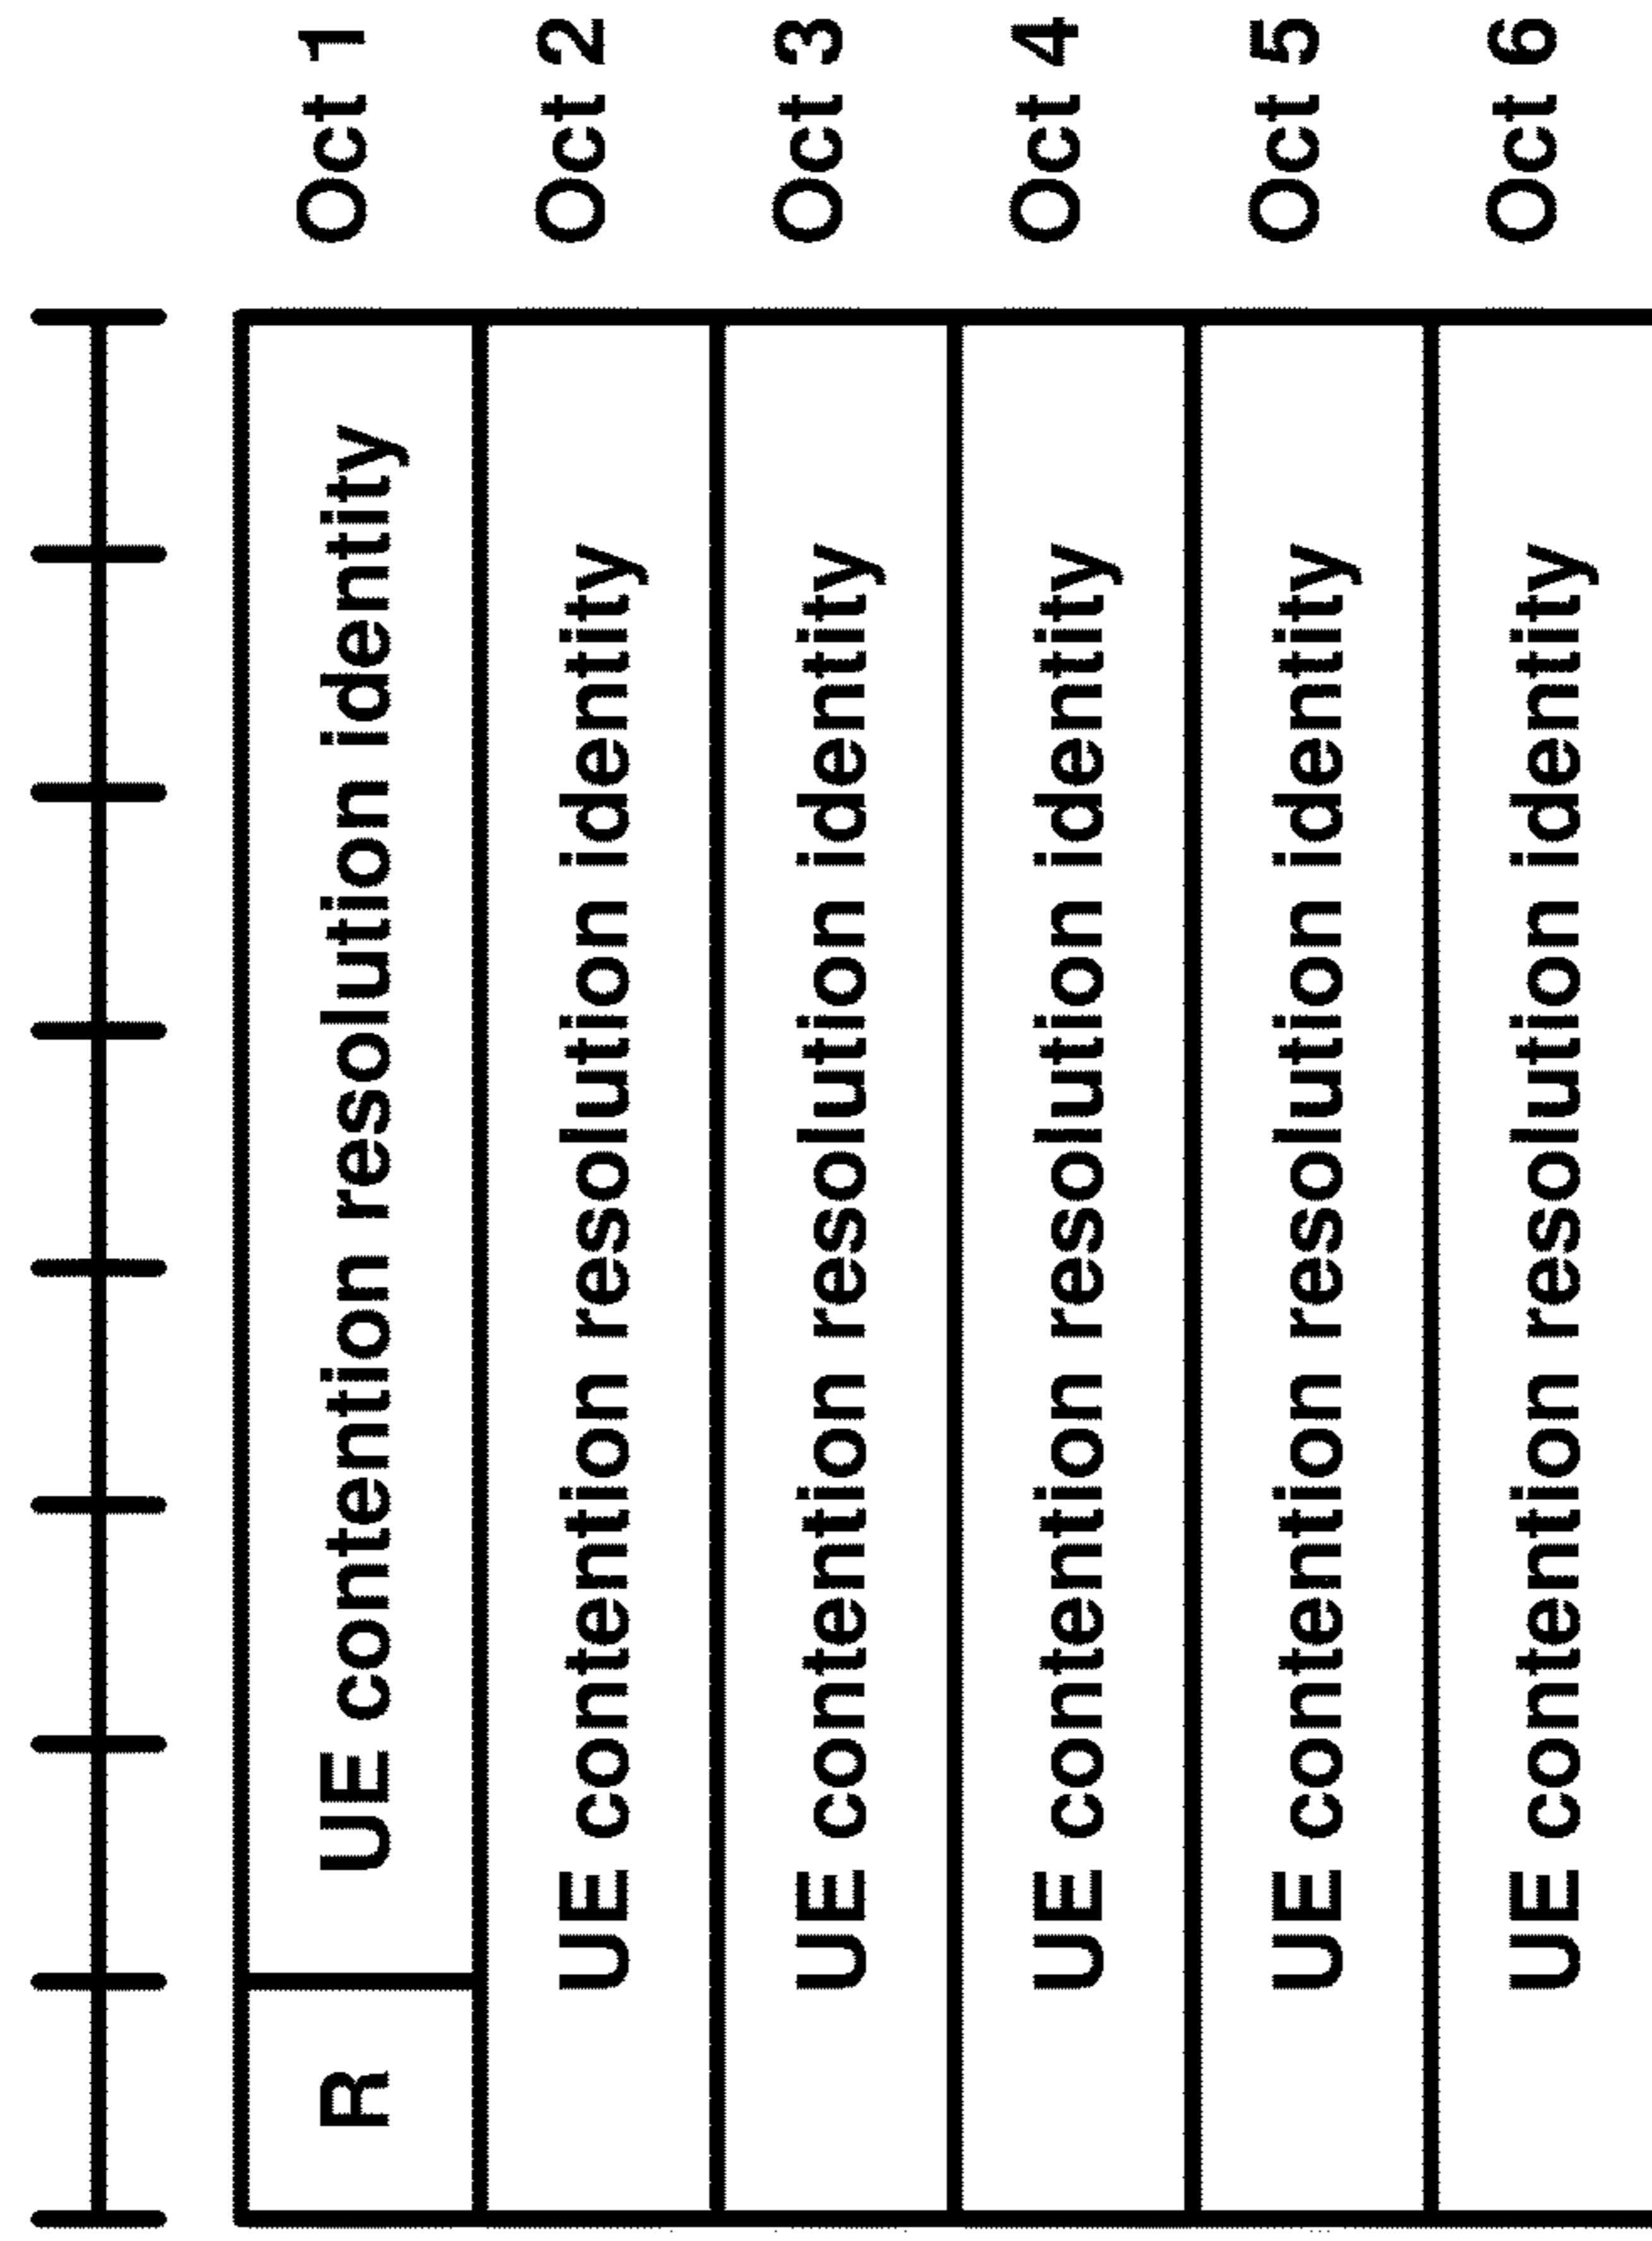 R UE contention resolution identity Oct 1
UE contention resolution identity Oct 2
UE contention resolution identity Oct 3
UE contention resolution identity Oct 4
UE contention resolution identity Oct 5
UE contention resolution identity Oct 6